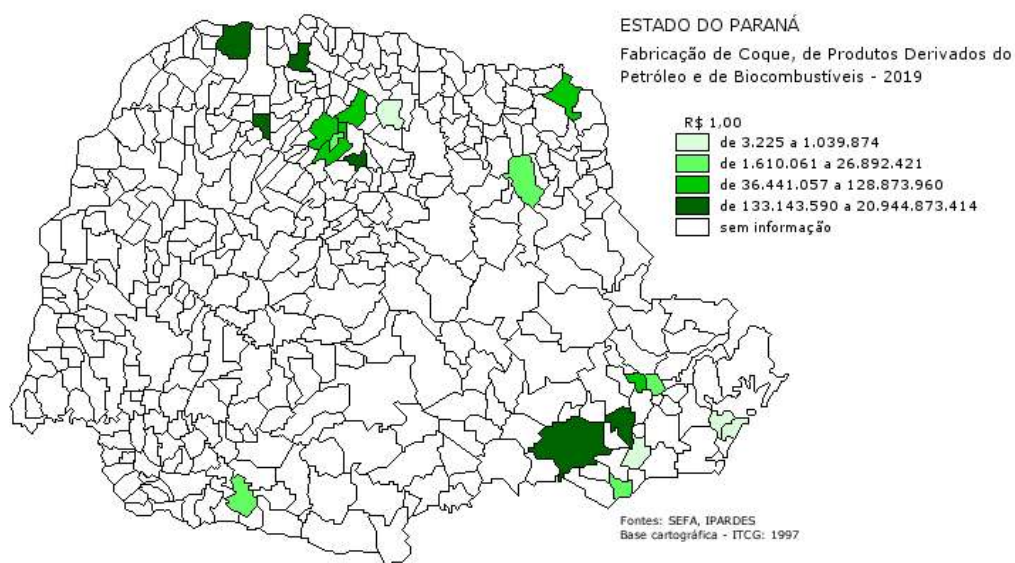 ESTADO DO PARANÁ
Fabricação de Coque, de Produtos Derivados do
Petróleo e de Biocombustíveis - 2019
R$ 1,00
de 3.225 a 1.039.874
de 1.610.061 a 26.892.421
de 36.441.057 a 128.873.960
de 133.143.590 a 20.944.873.414
sem informação
Fontes: SEFA, IPARDES
Base cartográfica - ITCG: 1997